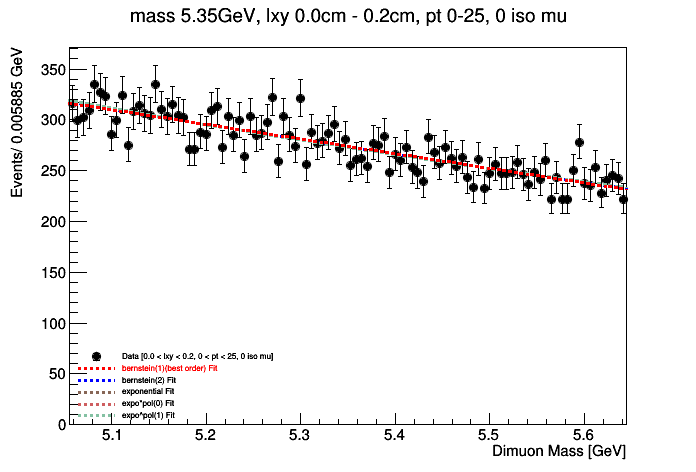 mass 5.35GeV, lxy 0.0cm - 0.2cm, pt 0-25, 0 iso mu
Events/ 0.005885 GeV
350
300
250
200
150
100
50
0
Data [0.0 < lxy < 0.2, 0 < pt < 25, 0 iso mu]
bernstein(1)(best order) Fit
bernstein(2) Fit
exponential Fit
expo*pol(0) Fit
expo*pol(1) Fit
5.1 5.2 5.3 5.4 5.5 5.6
Dimuon Mass [GeV]